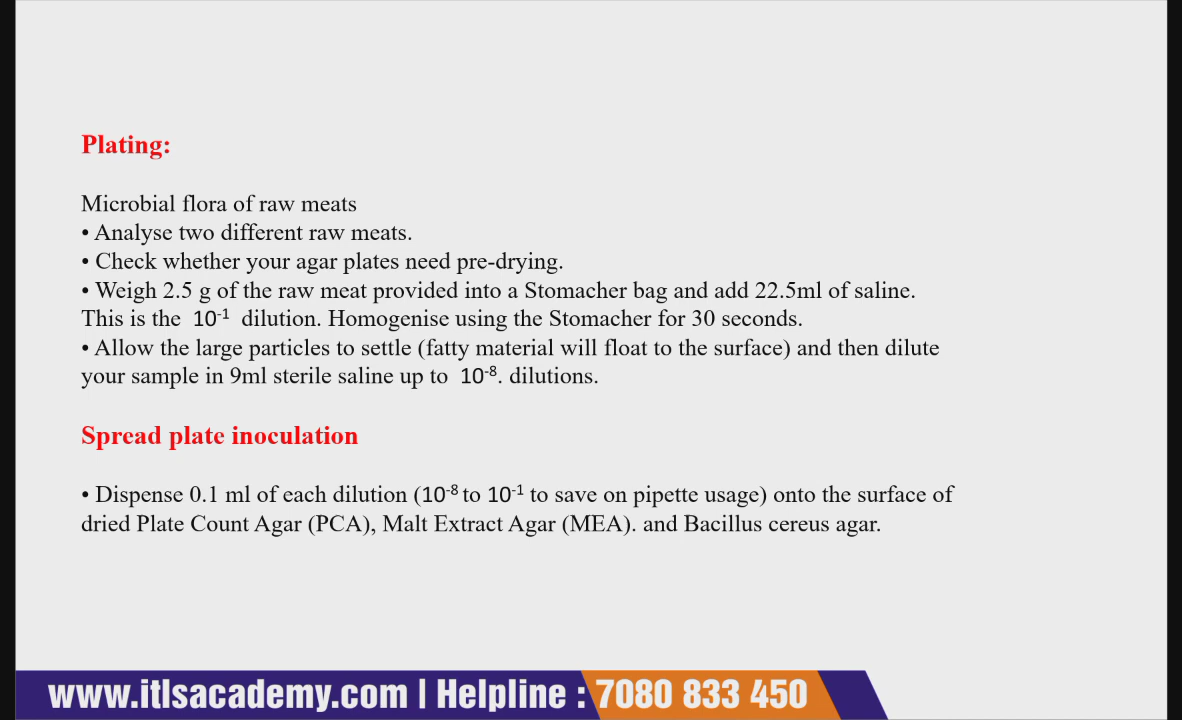 Plating:
Microbial flora of raw meats
• Analyse two different raw meats.
• Check whether your agar plates need pre-drying.
• Weigh 2.5 g of the raw meat provided into a Stomacher bag and add 22.5ml of saline.
This is the 10⁻¹ dilution. Homogenise using the Stomacher for 30 seconds.
• Allow the large particles to settle (fatty material will float to the surface) and then dilute
your sample in 9ml sterile saline up to 10⁻⁸. dilutions.
Spread plate inoculation
• Dispense 0.1 ml of each dilution (10⁻⁸ to 10⁻¹ to save on pipette usage) onto the surface of
dried Plate Count Agar (PCA), Malt Extract Agar (MEA). and Bacillus cereus agar.
www.itlsacademy.com | Helpline : 7080 833 450